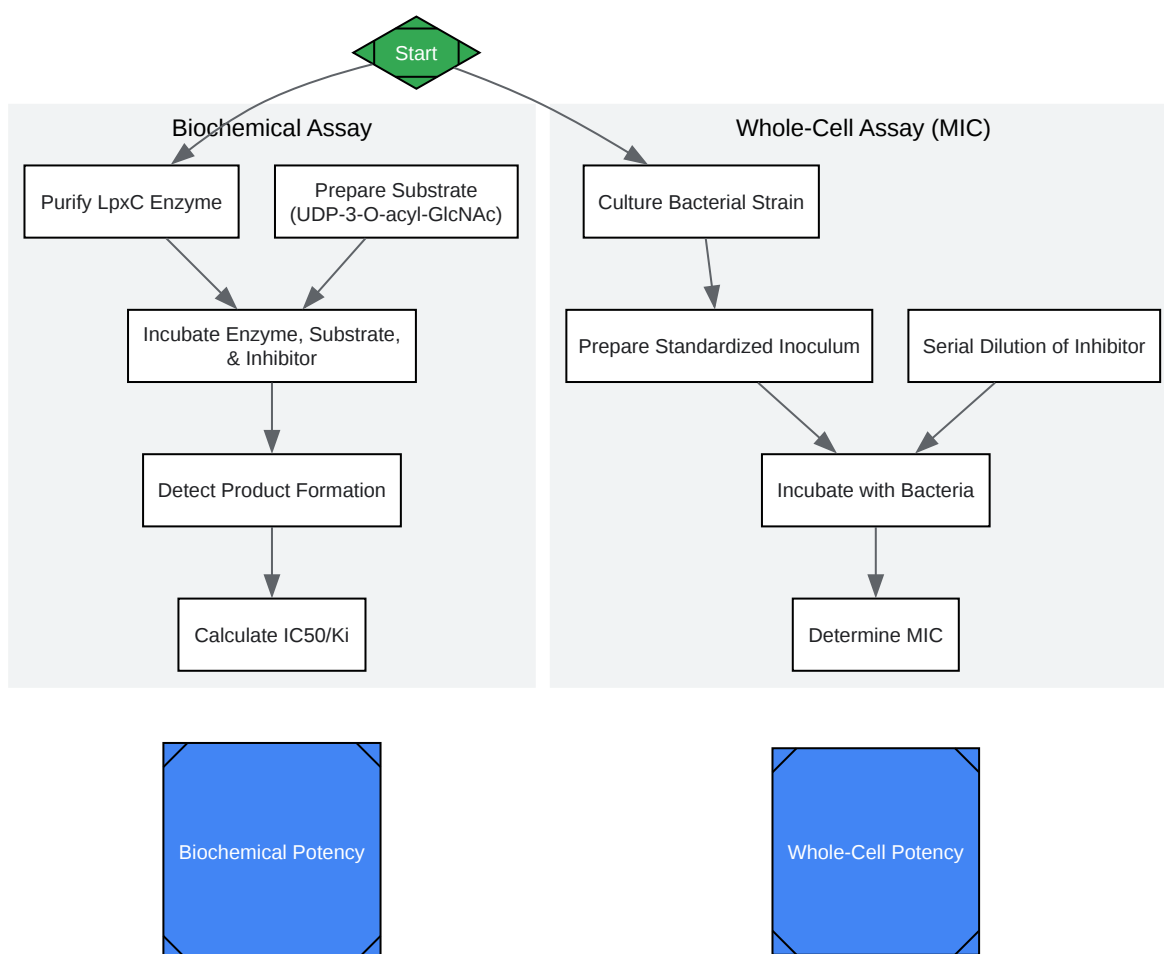 Start
Biochemical Assay
Purify LpxC Enzyme
Prepare Substrate
(UDP-3-O-acyl-GlcNAc)
Incubate Enzyme, Substrate,
& Inhibitor
Detect Product Formation
Calculate IC50/Ki
Whole-Cell Assay (MIC)
Culture Bacterial Strain
Prepare Standardized Inoculum
Serial Dilution of Inhibitor
Incubate with Bacteria
Determine MIC
Biochemical Potency
Whole-Cell Potency